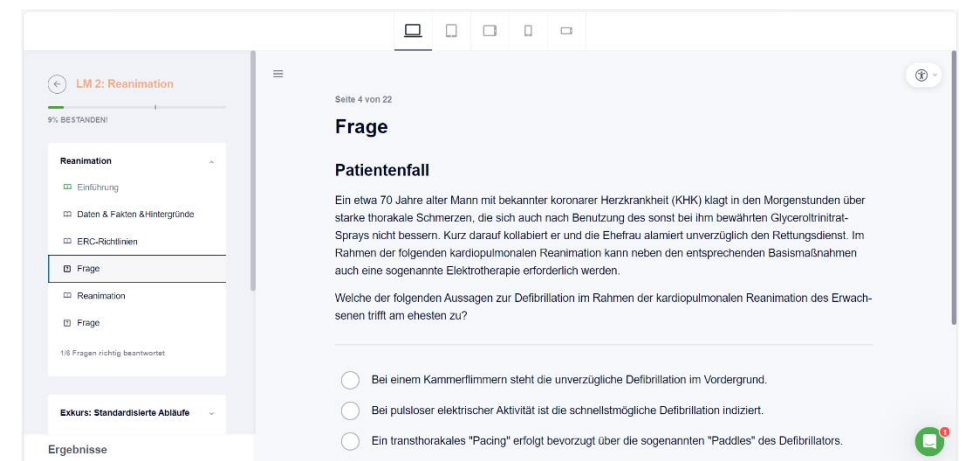 LM 2: Reanimation
9% BESTANDEN!
Reanimation
Einführung
Daten & Fakten &Hintergründe
ERC-Richtlinien
Frage
Reanimation
Frage
1/8 Fragen richtig beantwortet
Exkurs: Standardisierte Abläufe
Ergebnisse
Seite 4 von 22
Frage
Patientenfall
Ein etwa 70 Jahre alter Mann mit bekannter koronarer Herzkrankheit (KHK) klagt in den Morgenstunden über
starke thorakale Schmerzen, die sich auch nach Benutzung des sonst bei ihm bewährten Glyceroltrinitrat-
Sprays nicht bessern. Kurz darauf kollabiert er und die Ehefrau alamiert unverzüglich den Rettungsdienst. Im
Rahmen der folgenden kardiopulmonalen Reanimation kann neben den entsprechenden Basismaßnahmen
auch eine sogenannte Elektrotherapie erforderlich werden.
Welche der folgenden Aussagen zur Defibrillation im Rahmen der kardiopulmonalen Reanimation des Erwach-
senen trifft am ehesten zu?
Bei einem Kammerflimmern steht die unverzügliche Defibrillation im Vordergrund.
Bei pulsloser elektrischer Aktivität ist die schnellstmögliche Defibrillation indiziert.
Ein transthorakales "Pacing" erfolgt bevorzugt über die sogenannten "Paddles" des Defibrillators.
1